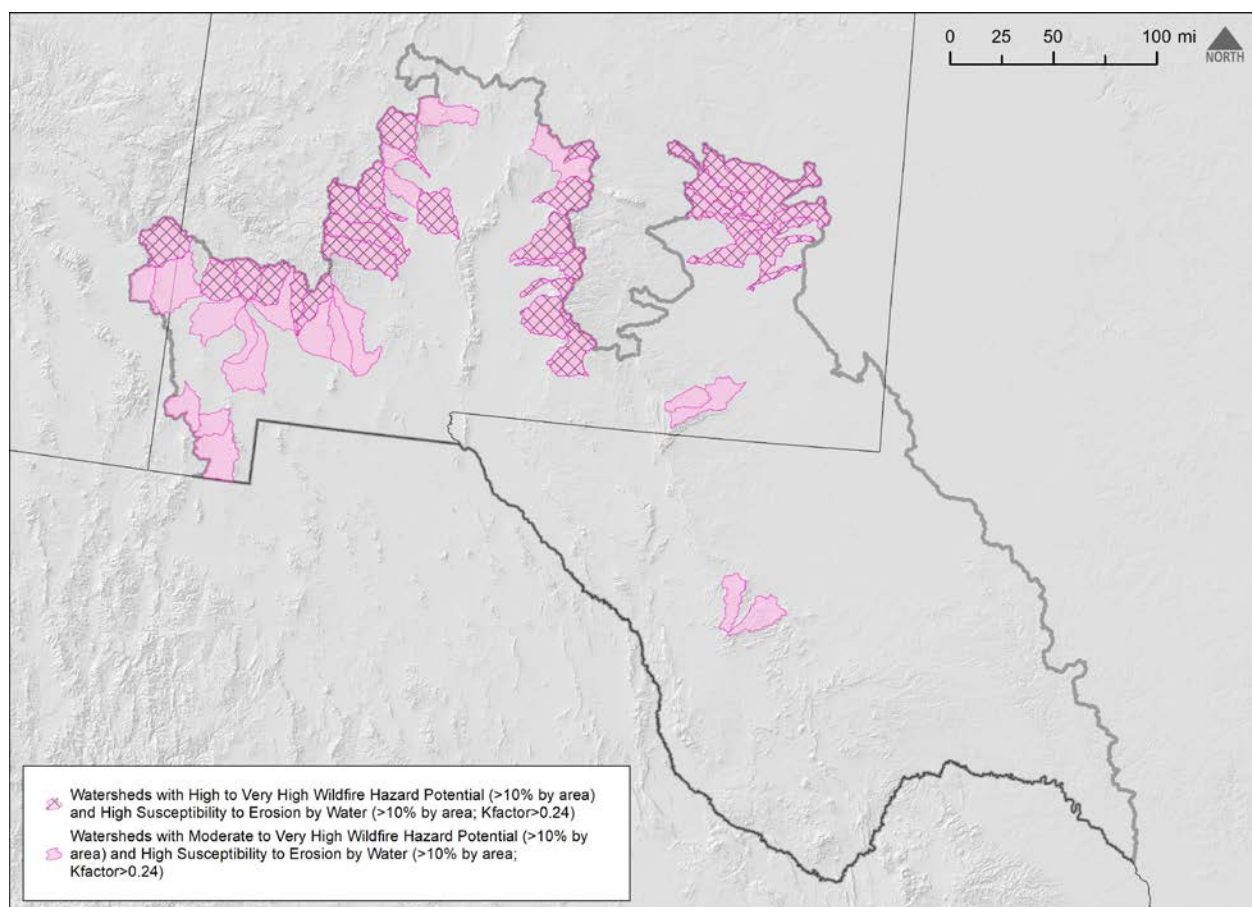 0 25 50 100 mi
NORTH
Watersheds with High to Very High Wildfire Hazard Potential (>10% by area)
and High Susceptibility to Erosion by Water (>10% by area; Kfactor>0.24)
Watersheds with Moderate to Very High Wildfire Hazard Potential (>10% by
area) and High Susceptibility to Erosion by Water (>10% by area;
Kfactor>0.24)